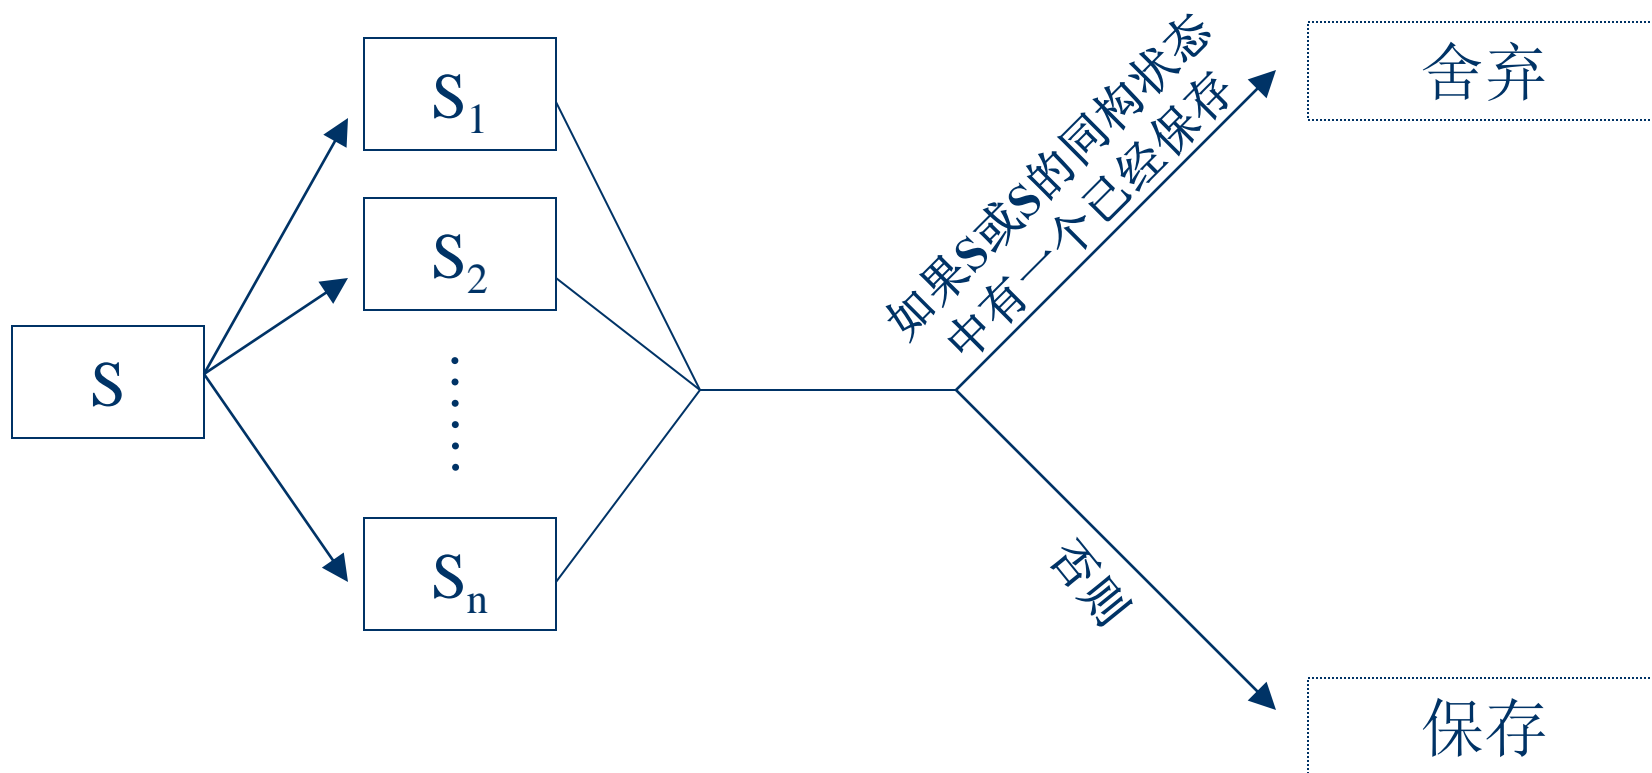 S
S1
S2
Sn
如果S或S的同构状态
中有一个已经保存
否则
舍弃
保存